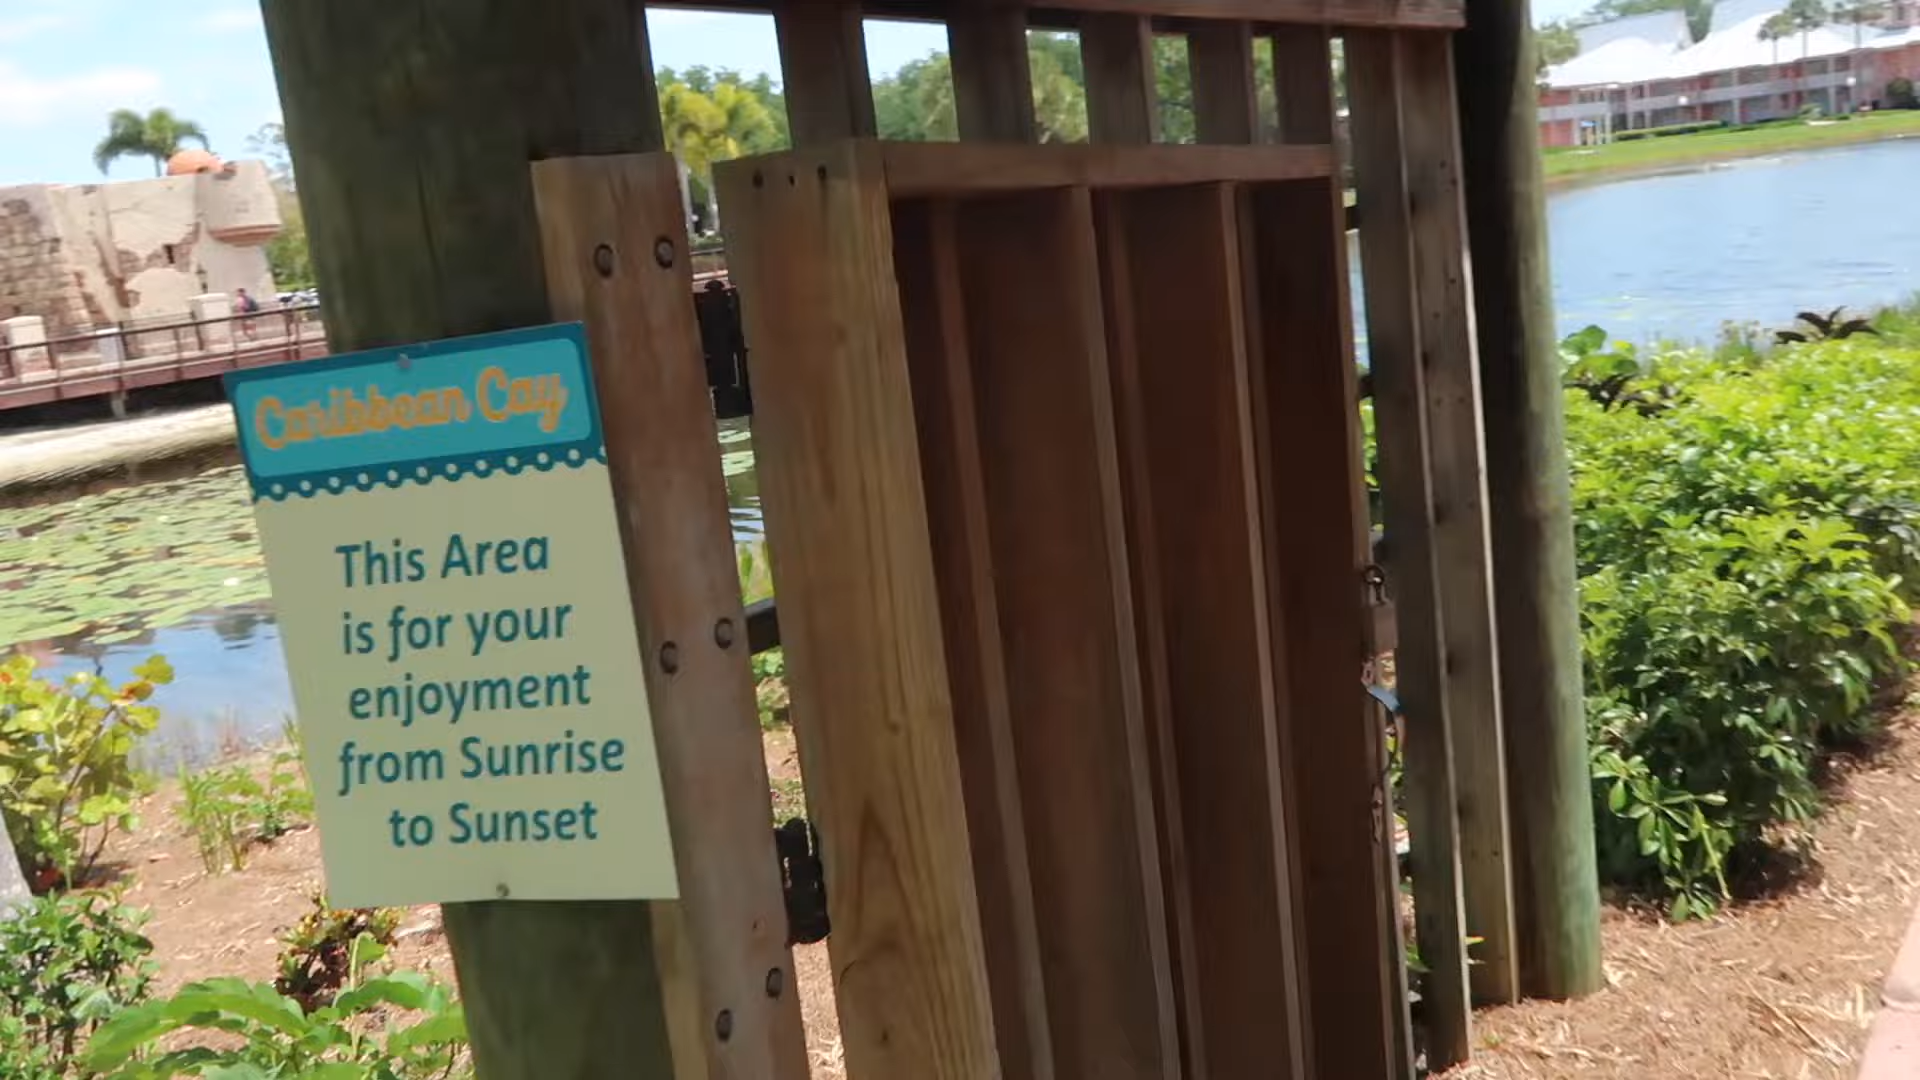 Caribbean Cay
This Area
is for your
enjoyment
from Sunrise
to Sunset